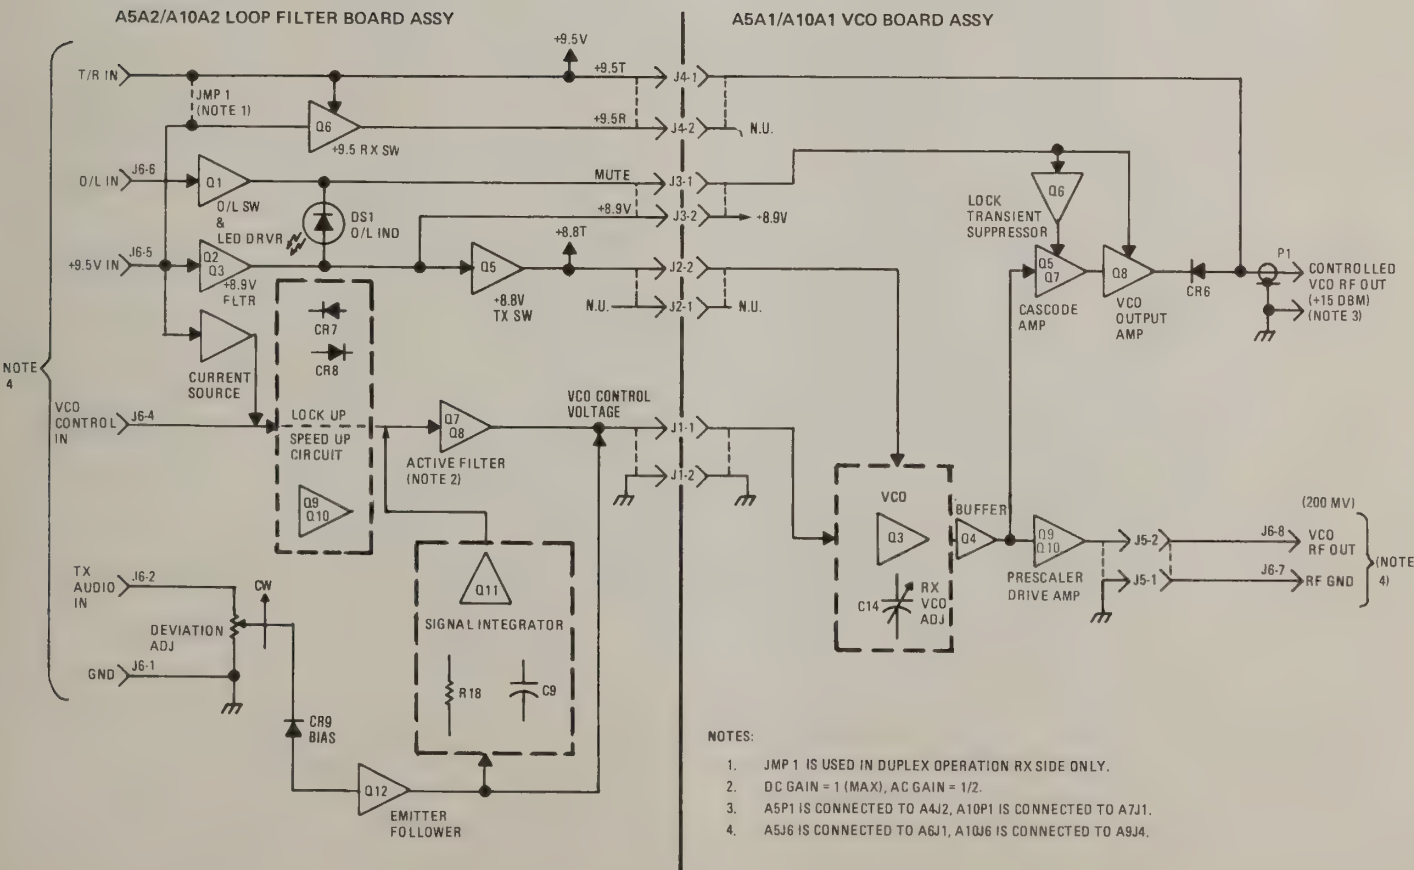 A5A2/A10A2 LOOP FILTER BOARD ASSY
A5A1/A10A1 VCO BOARD ASSY
+9.5V
T/R IN
+9.5T
J4-1
JMP 1
(NOTE 1)
Q6
+9.5 RX SW
+9.5R
J4-2
N.U.
O/L IN
J6-6
Q1
O/L SW
&
LED DRVR
MUTE
J3-1
DS1
O/L IND
+8.9V
J3-2
+8.9V
Q6
LOCK
TRANSIENT
SUPPRESSOR
+9.5V IN
J6-5
Q2
Q3
+8.9V
FLTR
+8.8T
Q5
+8.8V
TX SW
J2-2
N.U.
J2-1
N.U.
Q5
Q7
CASCODE
AMP
Q8
VCO
OUTPUT
AMP
CR6
P1
CONTROLLED
VCO RF OUT
(+15 DBM)
(NOTE 3)
CR7
CR8
CURRENT
SOURCE
NOTE
4
VCO
CONTROL
IN
J6-4
LOCK UP
SPEED UP
CIRCUIT
Q9
Q10
Q7
Q8
ACTIVE FILTER
(NOTE 2)
VCO CONTROL
VOLTAGE
J1-1
J1-2
VCO
Q3
C14
RX
VCO
ADJ
BUFFER
Q4
Q9
Q10
PRESCALER
DRIVE AMP
J5-2
J5-1
(200 MV)
J6-8
VCO
RF OUT
J6-7
RF GND
(NOTE
4)
TX
AUDIO
IN
J6-2
CW
DEVIATION
ADJ
GND
J6-1
Q11
SIGNAL INTEGRATOR
R18
C9
CR9
BIAS
Q12
EMITTER
FOLLOWER
NOTES:
1. JMP 1 IS USED IN DUPLEX OPERATION RX SIDE ONLY.
2. DC GAIN = 1 (MAX), AC GAIN = 1/2.
3. A5P1 IS CONNECTED TO A4J2, A10P1 IS CONNECTED TO A7J1.
4. A5J6 IS CONNECTED TO A6J1, A10J6 IS CONNECTED TO A9J4.